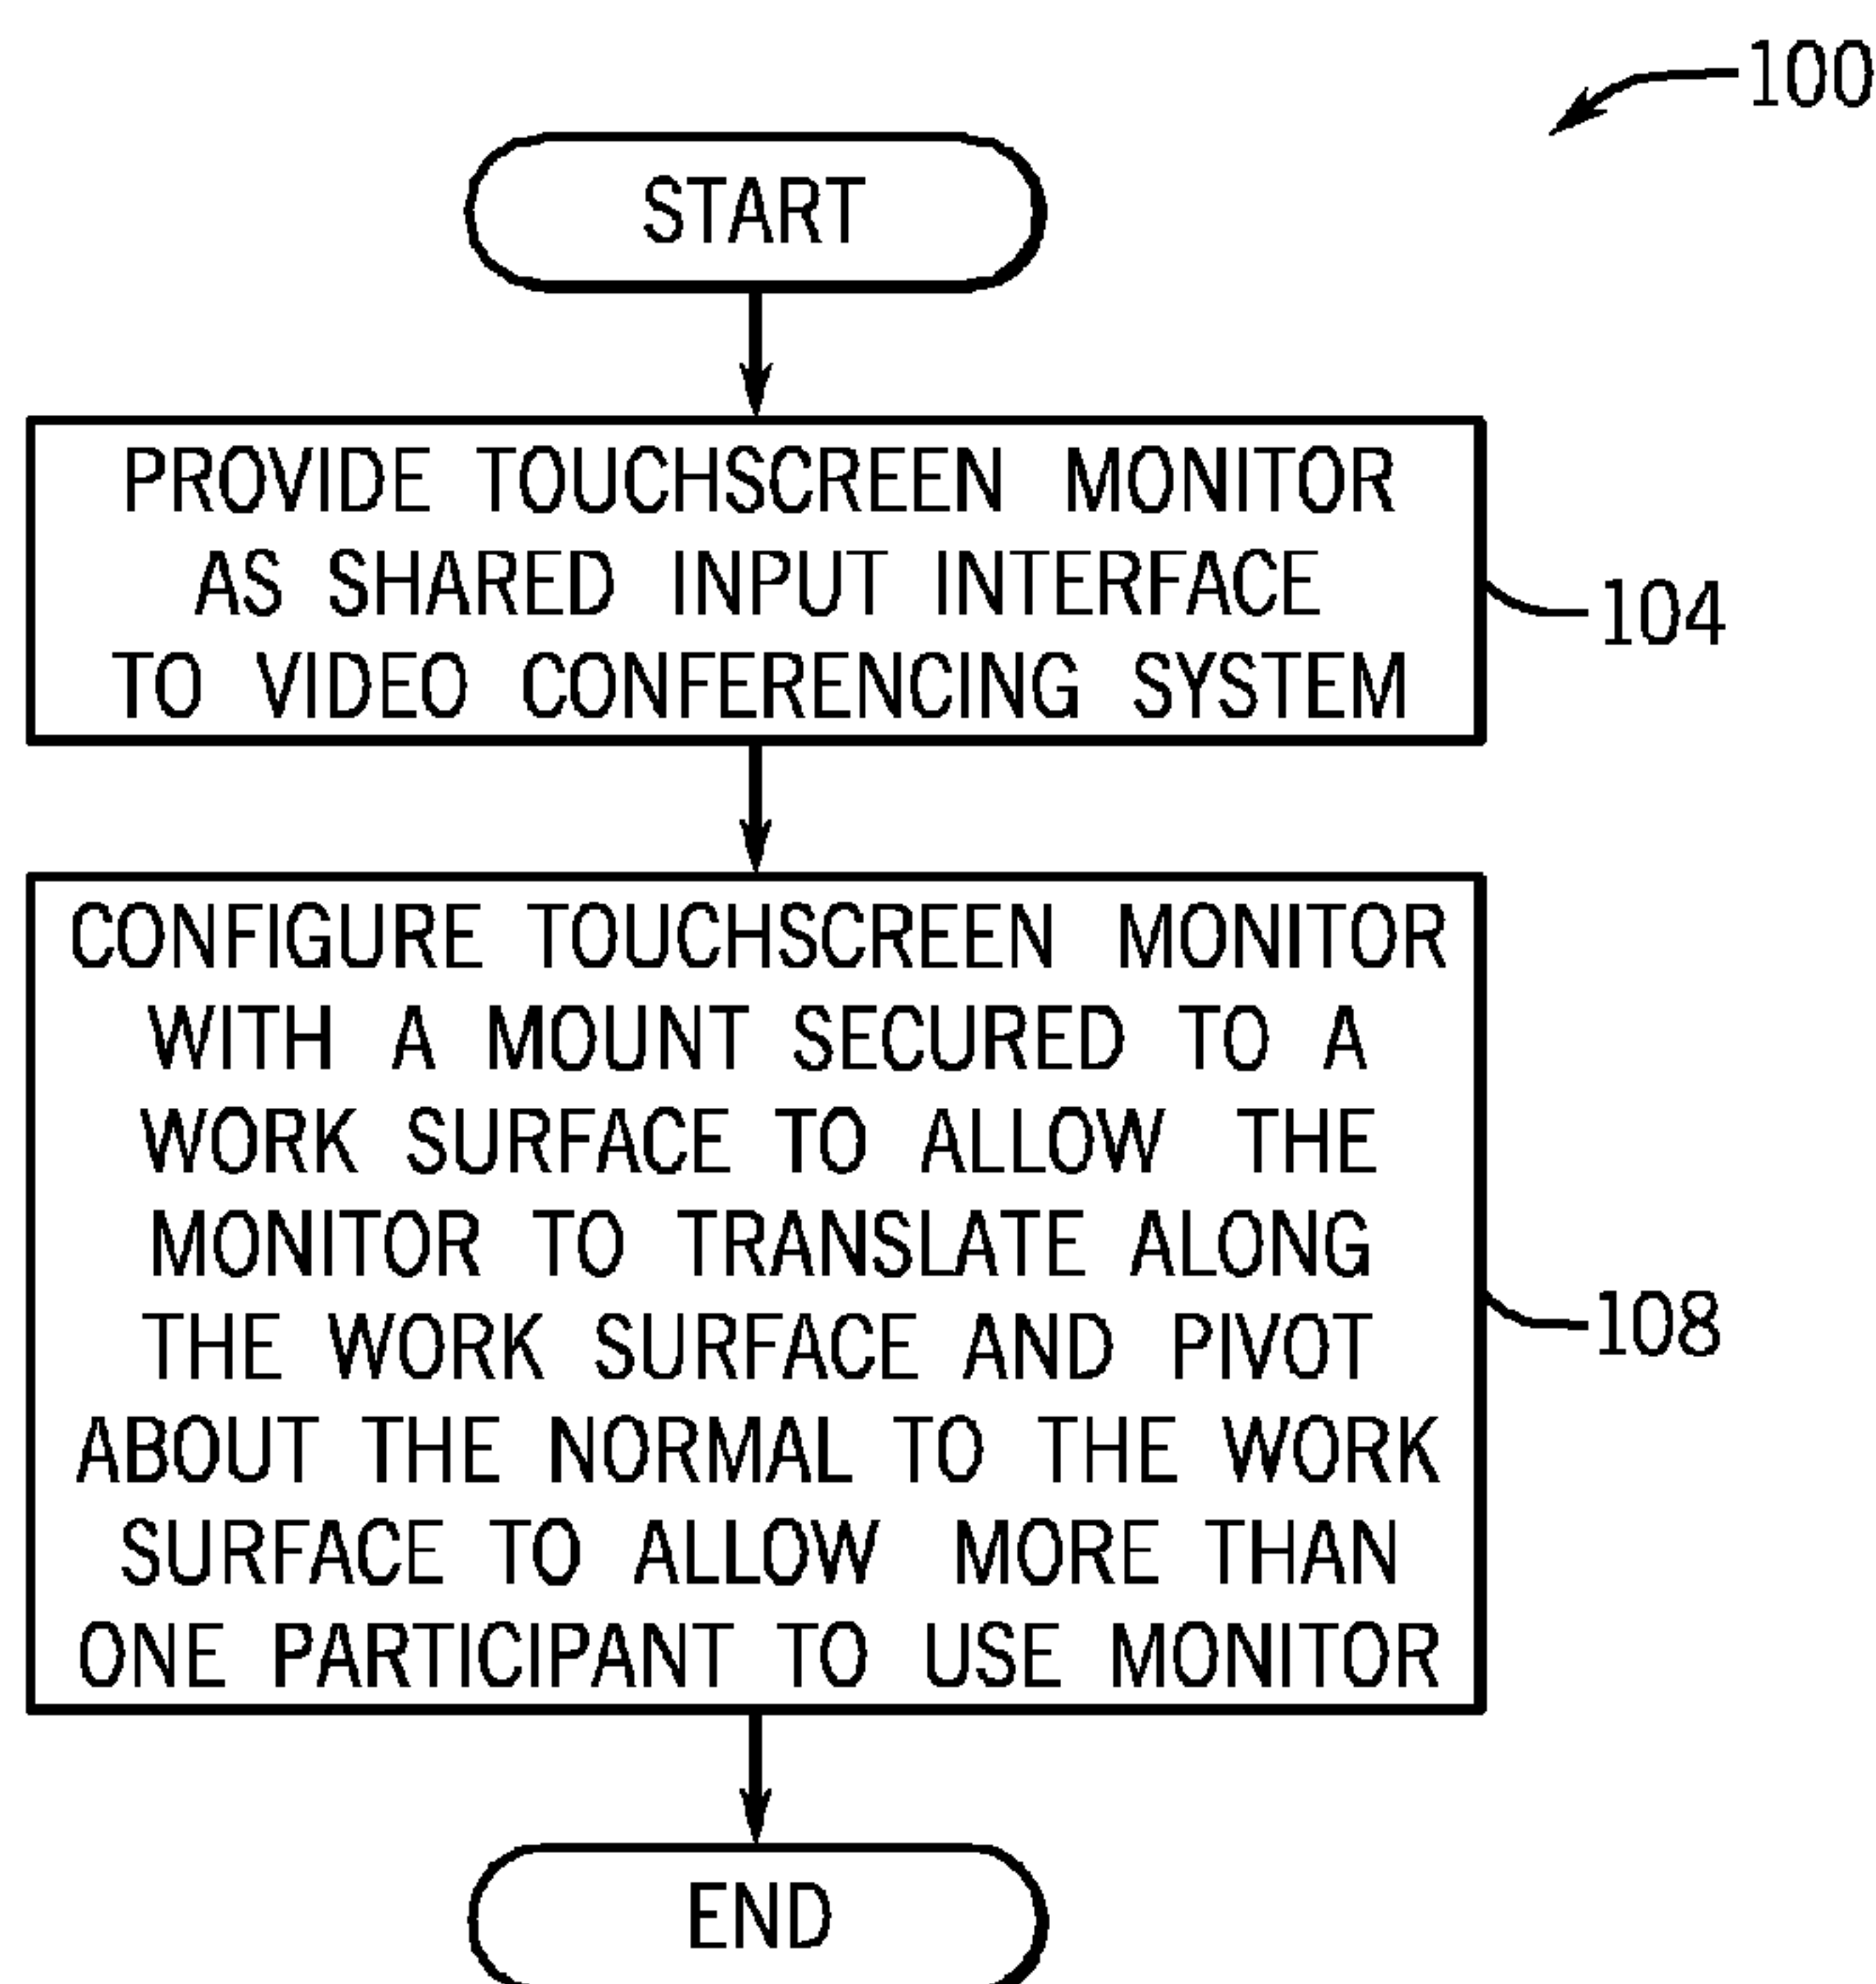 100
START
PROVIDE TOUCHSCREEN MONITOR
AS SHARED INPUT INTERFACE
TO VIDEO CONFERENCING SYSTEM
104
CONFIGURE TOUCHSCREEN MONITOR
WITH A MOUNT SECURED TO A
WORK SURFACE TO ALLOW THE
MONITOR TO TRANSLATE ALONG
THE WORK SURFACE AND PIVOT
ABOUT THE NORMAL TO THE WORK
SURFACE TO ALLOW MORE THAN
ONE PARTICIPANT TO USE MONITOR
108
END